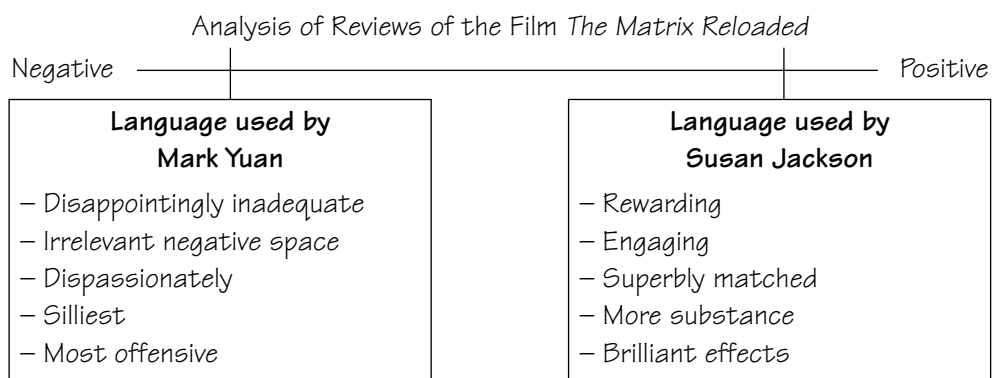 Analysis of Reviews of the Film The Matrix Reloaded
Negative
Positive
Language used by
Mark Yuan
– Disappointingly inadequate
– Irrelevant negative space
– Dispassionately
– Silliest
– Most offensive
Language used by
Susan Jackson
– Rewarding
– Engaging
– Superbly matched
– More substance
– Brilliant effects